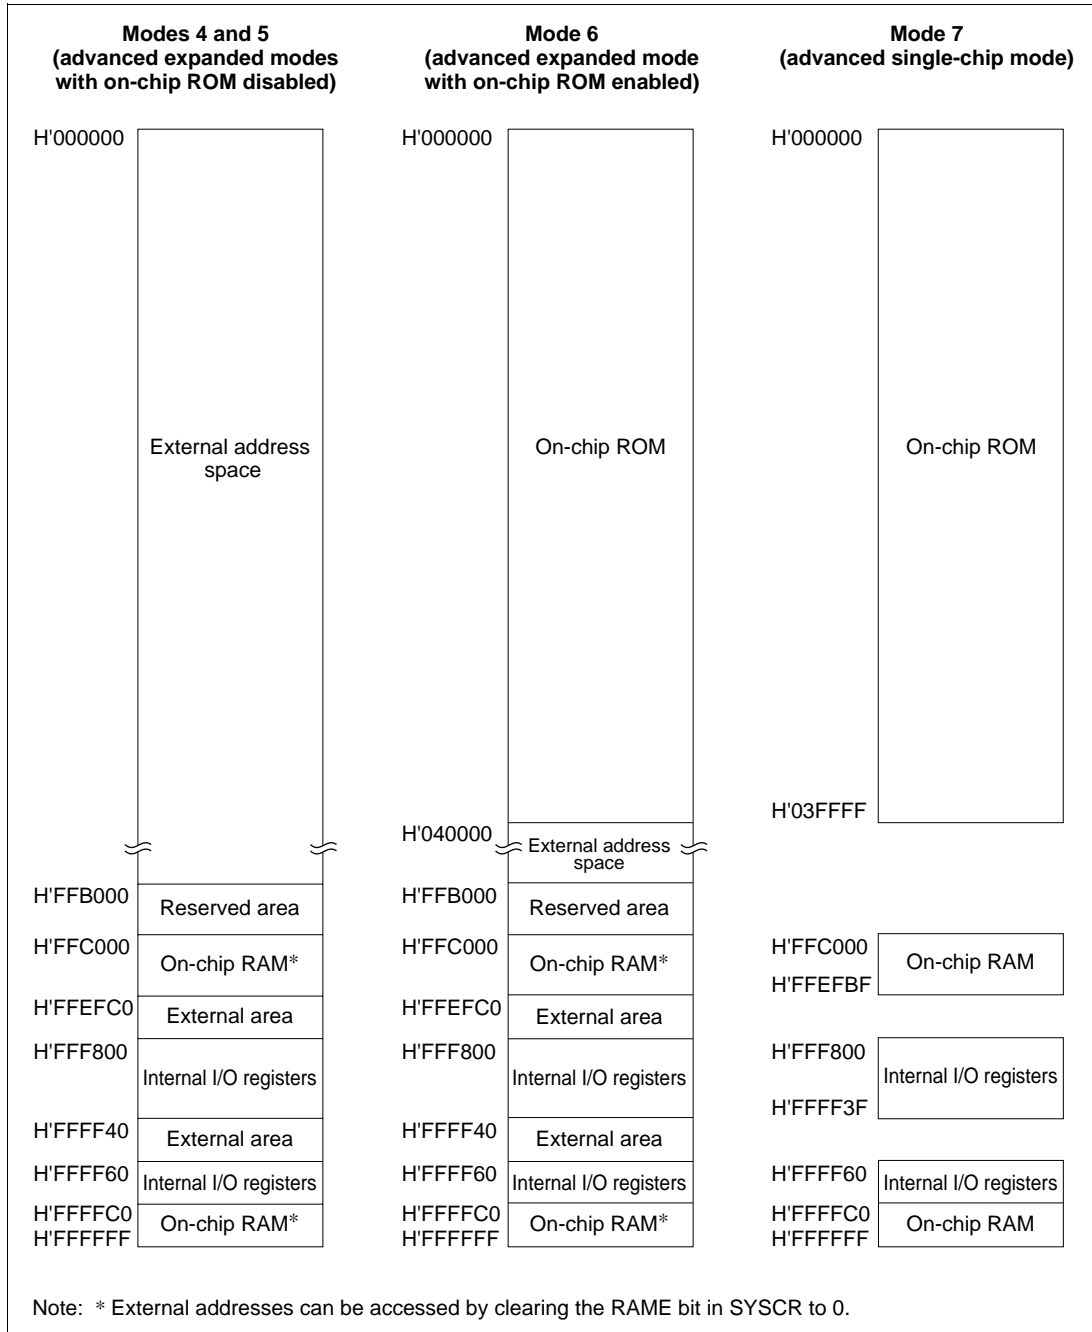 Modes 4 and 5
(advanced expanded modes
with on-chip ROM disabled)
H'000000
External address
space
H'FFB000
Reserved area
H'FFC000
On-chip RAM*
H'FFEFC0
External area
H'FFF800
Internal I/O registers
H'FFFF40
External area
H'FFFF60
Internal I/O registers
H'FFFFC0
On-chip RAM*
H'FFFFFF
Mode 6
(advanced expanded mode
with on-chip ROM enabled)
H'000000
On-chip ROM
H'040000
External address
space
H'FFB000
Reserved area
H'FFC000
On-chip RAM*
H'FFEFC0
External area
H'FFF800
Internal I/O registers
H'FFFF40
External area
H'FFFF60
Internal I/O registers
H'FFFFC0
On-chip RAM*
H'FFFFFF
Mode 7
(advanced single-chip mode)
H'000000
On-chip ROM
H'03FFFF
H'FFC000
On-chip RAM
H'FFEFBF
H'FFF800
Internal I/O registers
H'FFFF3F
H'FFFF60
Internal I/O registers
H'FFFFC0
On-chip RAM
H'FFFFFF
Note: * External addresses can be accessed by clearing the RAME bit in SYSCR to 0.